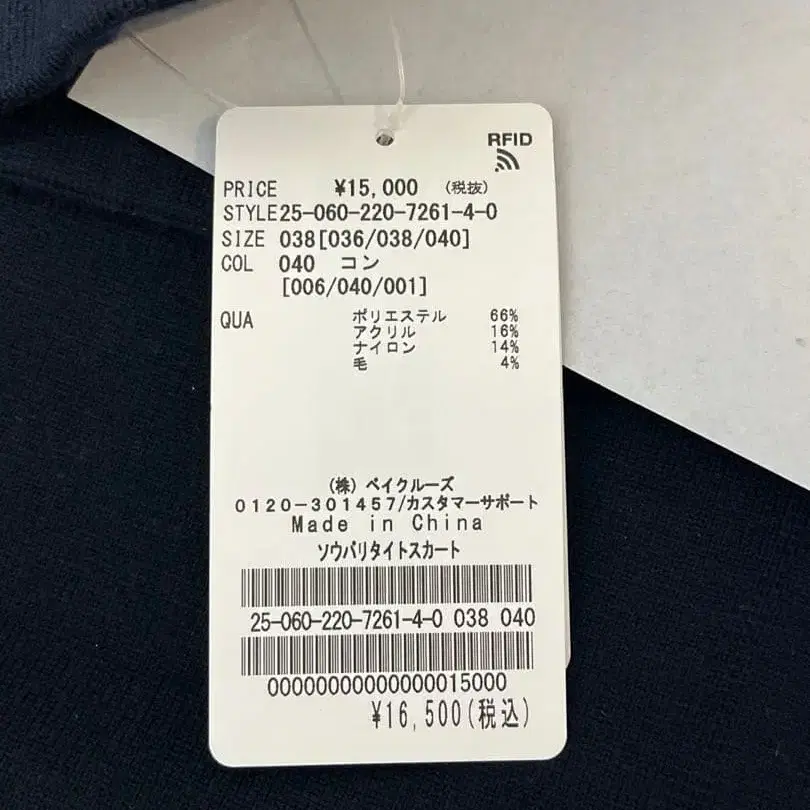 RFID
PRICE ¥15,000 (税抜)
STYLE25-060-220-7261-4-0
SIZE 038[036/038/040]
COL 040 コン
[006/040/001]
QUA ポリエステル 66%
アクリル 16%
ナイロン 14%
毛 4%
(株) ベイクルーズ
0120-301457/カスタマーサポート
Made in China
ソウバリタイトスカート
25-060-220-7261-4-0 038 040
00000000000000015000
¥16,500(税込)